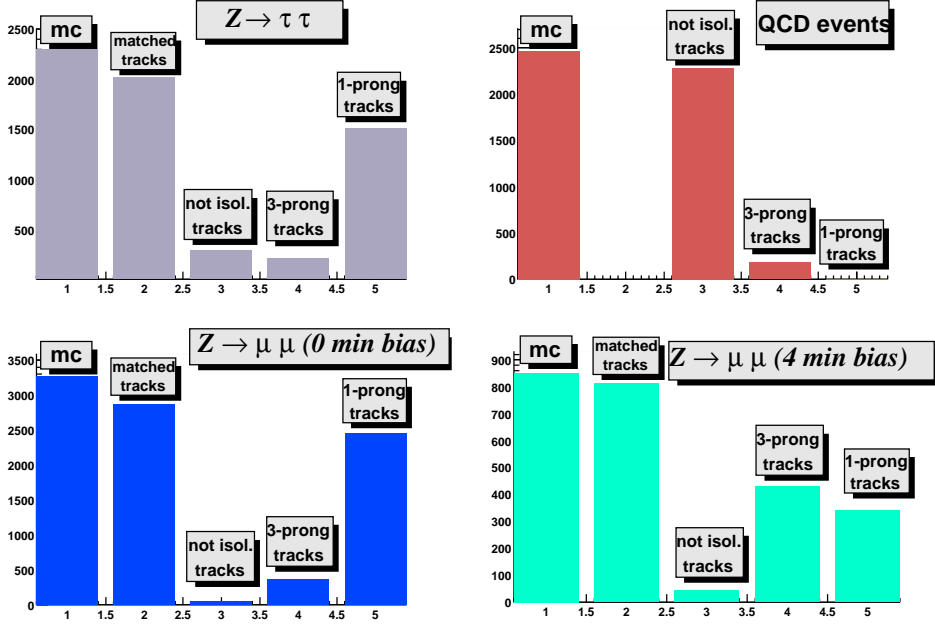 Z → τ τ
mc
matched
tracks
not isol.
tracks
3-prong
tracks
1-prong
tracks
2500
2000
1500
1000
500
1 1.5 2 2.5 3 3.5 4 4.5 5
QCD events
mc
not isol.
tracks
3-prong
tracks
1-prong
tracks
2500
2000
1500
1000
500
0
1 1.5 2 2.5 3 3.5 4 4.5 5
Z → μ μ (0 min bias)
mc
matched
tracks
not isol.
tracks
3-prong
tracks
1-prong
tracks
3500
3000
2500
2000
1500
1000
500
0
1 1.5 2 2.5 3 3.5 4 4.5 5
Z → μ μ (4 min bias)
mc
matched
tracks
not isol.
tracks
3-prong
tracks
1-prong
tracks
900
800
700
600
500
400
300
200
100
0
1 1.5 2 2.5 3 3.5 4 4.5 5